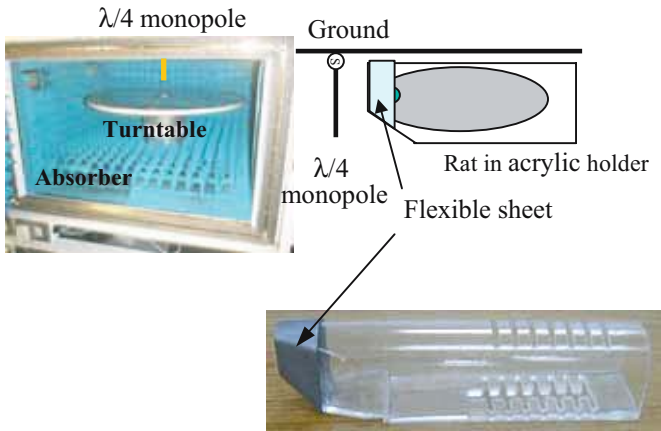 λ/4 monopole
Ground
S
Turntable
Absorber
Rat in acrylic holder
λ/4
monopole
Flexible sheet